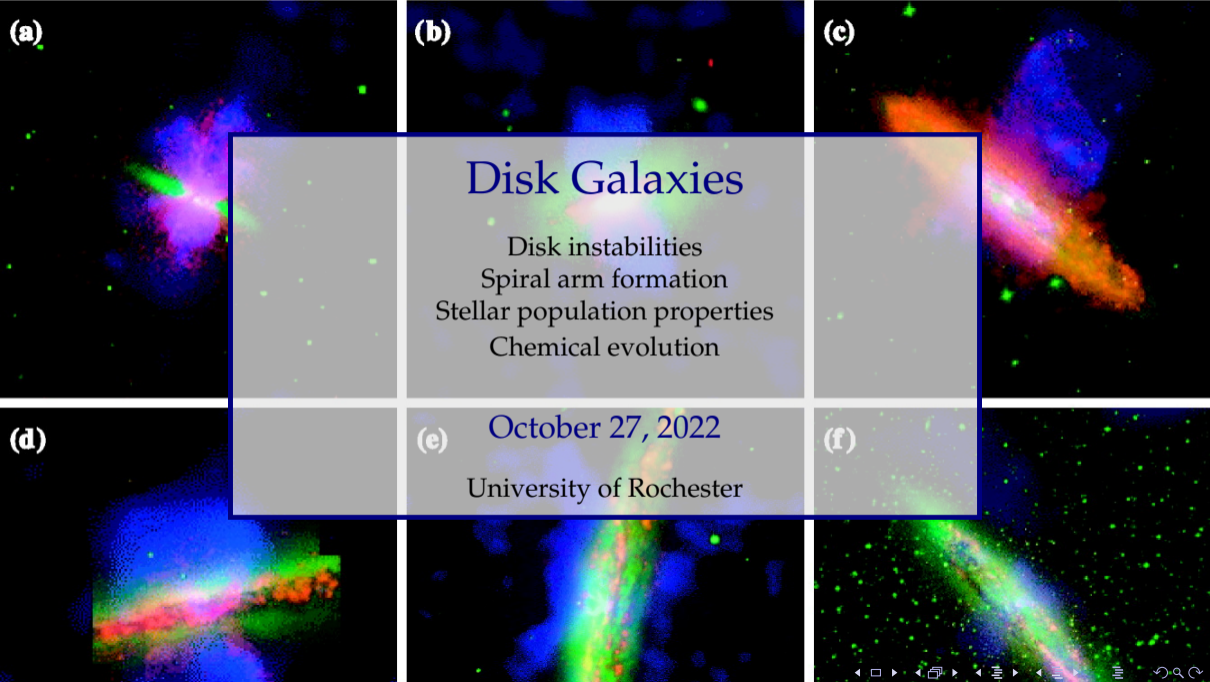 (a)
(b)
(c)
Disk Galaxies
Disk instabilities
Spiral arm formation
Stellar population properties
Chemical evolution
(d)
(e)
(f)
October 27, 2022
University of Rochester